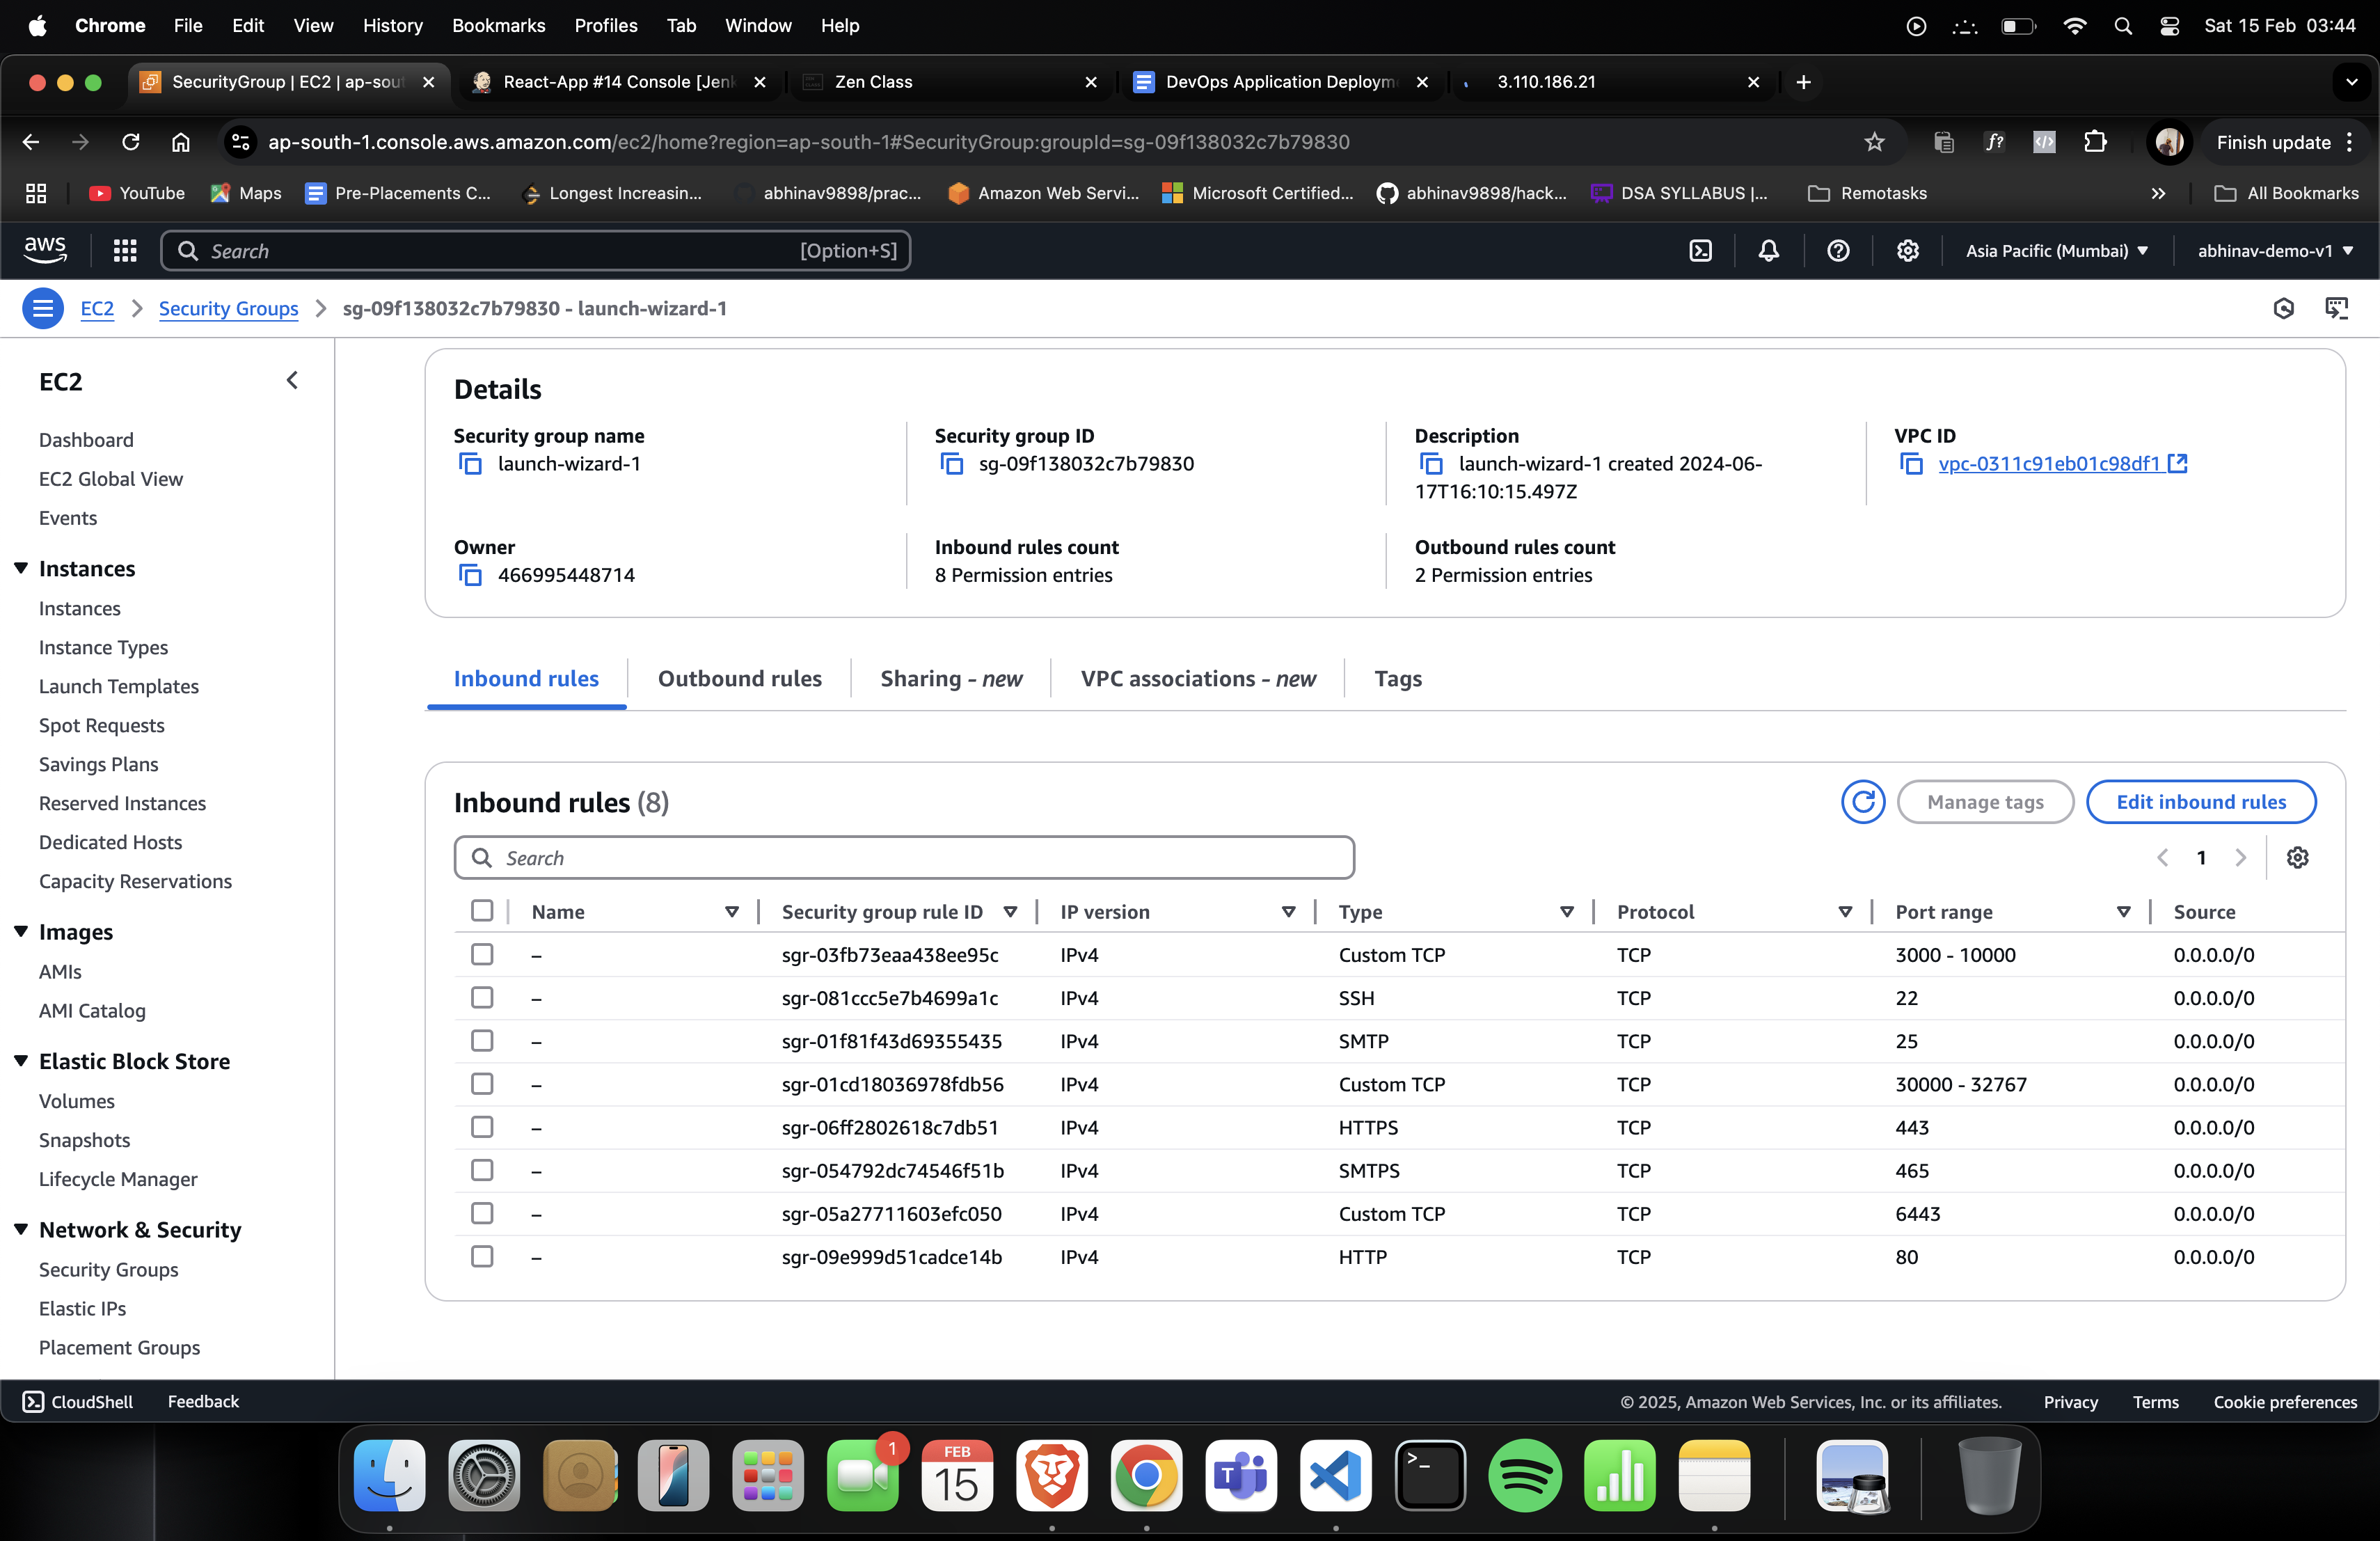 Chrome File Edit View History Bookmarks Profiles Tab Window Help Sat 15 Feb 03:44
SecurityGroup | EC2 | ap-sout React-App #14 Console [Jenk Zen Class DevOps Application Deployme 3.110.186.21
ap-south-1.console.aws.amazon.com/ec2/home?region=ap-south-1#SecurityGroup:groupId=sg-09f138032c7b79830 Finish update
YouTube Maps Pre-Placements C... Longest Increasin... abhinav9898/prac... Amazon Web Servi... Microsoft Certified... abhinav9898/hack... DSA SYLLABUS |... Remotasks All Bookmarks
aws Search [Option+S] Asia Pacific (Mumbai) abhinav-demo-v1
EC2 Security Groups sg-09f138032c7b79830 - launch-wizard-1
EC2
Dashboard
EC2 Global View
Events
Instances
Instances
Instance Types
Launch Templates
Spot Requests
Savings Plans
Reserved Instances
Dedicated Hosts
Capacity Reservations
Images
AMIs
AMI Catalog
Elastic Block Store
Volumes
Snapshots
Lifecycle Manager
Network & Security
Security Groups
Elastic IPs
Placement Groups
Details
Security group name Security group ID Description VPC ID
launch-wizard-1 sg-09f138032c7b79830 launch-wizard-1 created 2024-06- vpc-0311c91eb01c98df1
17T16:10:15.497Z
Owner Inbound rules count Outbound rules count
466995448714 8 Permission entries 2 Permission entries
Inbound rules Outbound rules Sharing - new VPC associations - new Tags
Inbound rules (8) Manage tags Edit inbound rules
Search 1
Name Security group rule ID IP version Type Protocol Port range Source
– sgr-03fb73eaa438ee95c IPv4 Custom TCP TCP 3000 - 10000 0.0.0.0/0
– sgr-081ccc5e7b4699a1c IPv4 SSH TCP 22 0.0.0.0/0
– sgr-01f81f43d69355435 IPv4 SMTP TCP 25 0.0.0.0/0
– sgr-01cd18036978fdb56 IPv4 Custom TCP TCP 30000 - 32767 0.0.0.0/0
– sgr-06ff2802618c7db51 IPv4 HTTPS TCP 443 0.0.0.0/0
– sgr-054792dc74546f51b IPv4 SMTPS TCP 465 0.0.0.0/0
– sgr-05a27711603efc050 IPv4 Custom TCP TCP 6443 0.0.0.0/0
– sgr-09e999d51cadce14b IPv4 HTTP TCP 80 0.0.0.0/0
CloudShell Feedback © 2025, Amazon Web Services, Inc. or its affiliates. Privacy Terms Cookie preferences
1
FEB
15